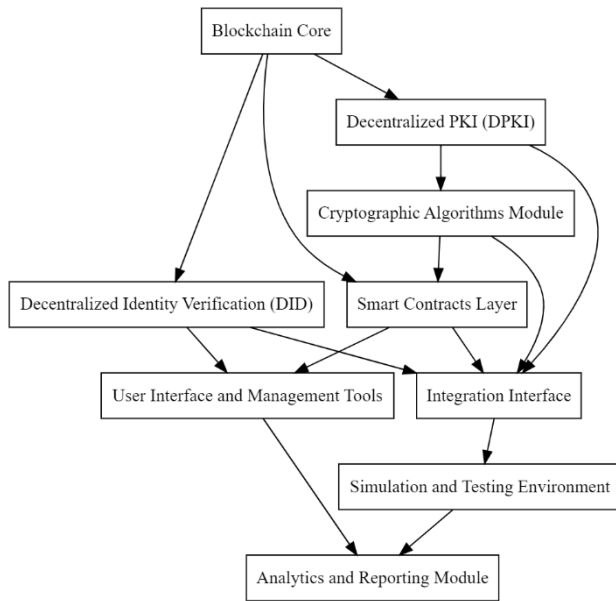 Blockchain Core
Decentralized PKI (DPKI)
Cryptographic Algorithms Module
Decentralized Identity Verification (DID)
Smart Contracts Layer
User Interface and Management Tools
Integration Interface
Simulation and Testing Environment
Analytics and Reporting Module